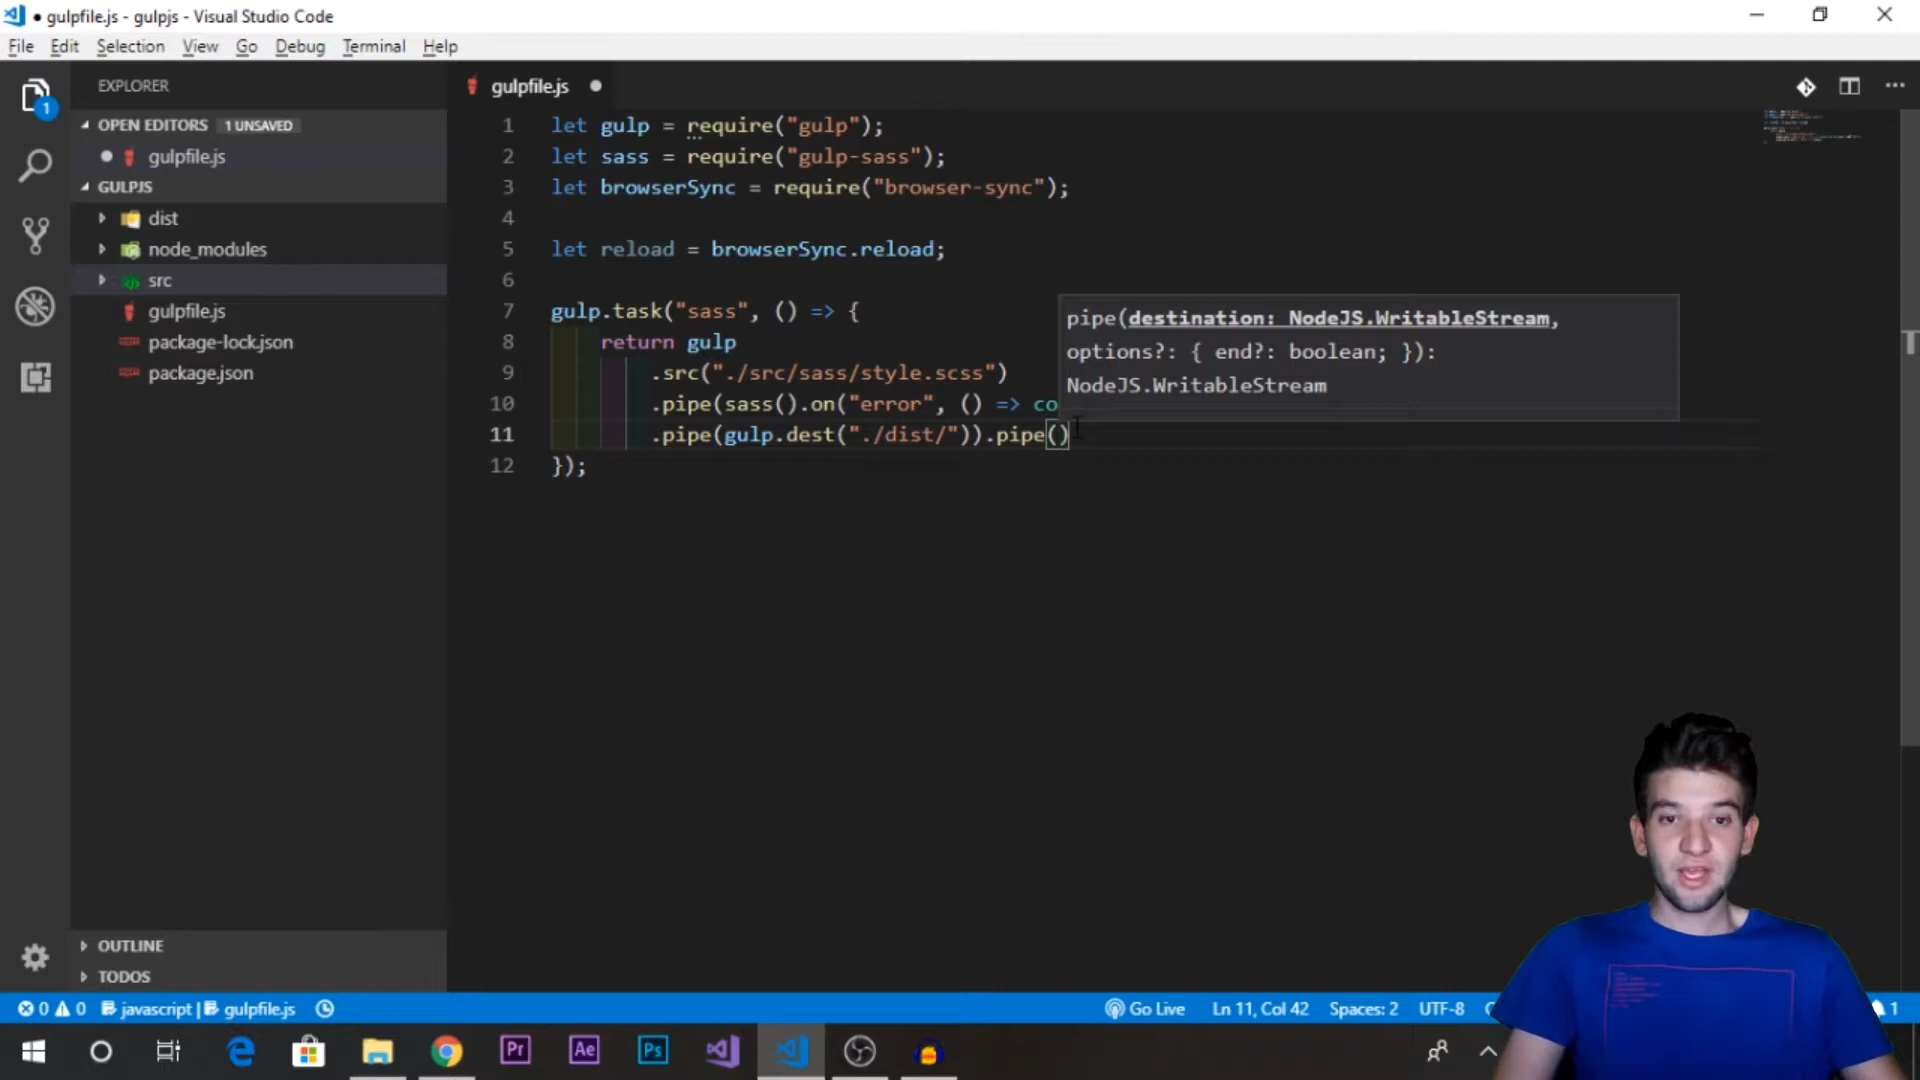 gulpfile.js - gulpjs - Visual Studio Code
File Edit Selection View Go Debug Terminal Help
EXPLORER
OPEN EDITORS 1 UNSAVED
gulpfile.js
GULPJS
dist
node_modules
src
gulpfile.js
package-lock.json
package.json
OUTLINE
TODOS
gulpfile.js
1 let gulp = require("gulp");
2 let sass = require("gulp-sass");
3 let browserSync = require("browser-sync");
4
5 let reload = browserSync.reload;
6
7 gulp.task("sass", () => {
8 return gulp
9 .src("./src/sass/style.scss")
10 .pipe(sass().on("error", () => co
11 .pipe(gulp.dest("./dist/")).pipe()
12 });
pipe(destination: NodeJS.WritableStream,
options?: { end?: boolean; }):
NodeJS.WritableStream
1
0 0 javascript | gulpfile.js Go Live Ln 11, Col 42 Spaces: 2 UTF-8 1
Pr Ae Ps